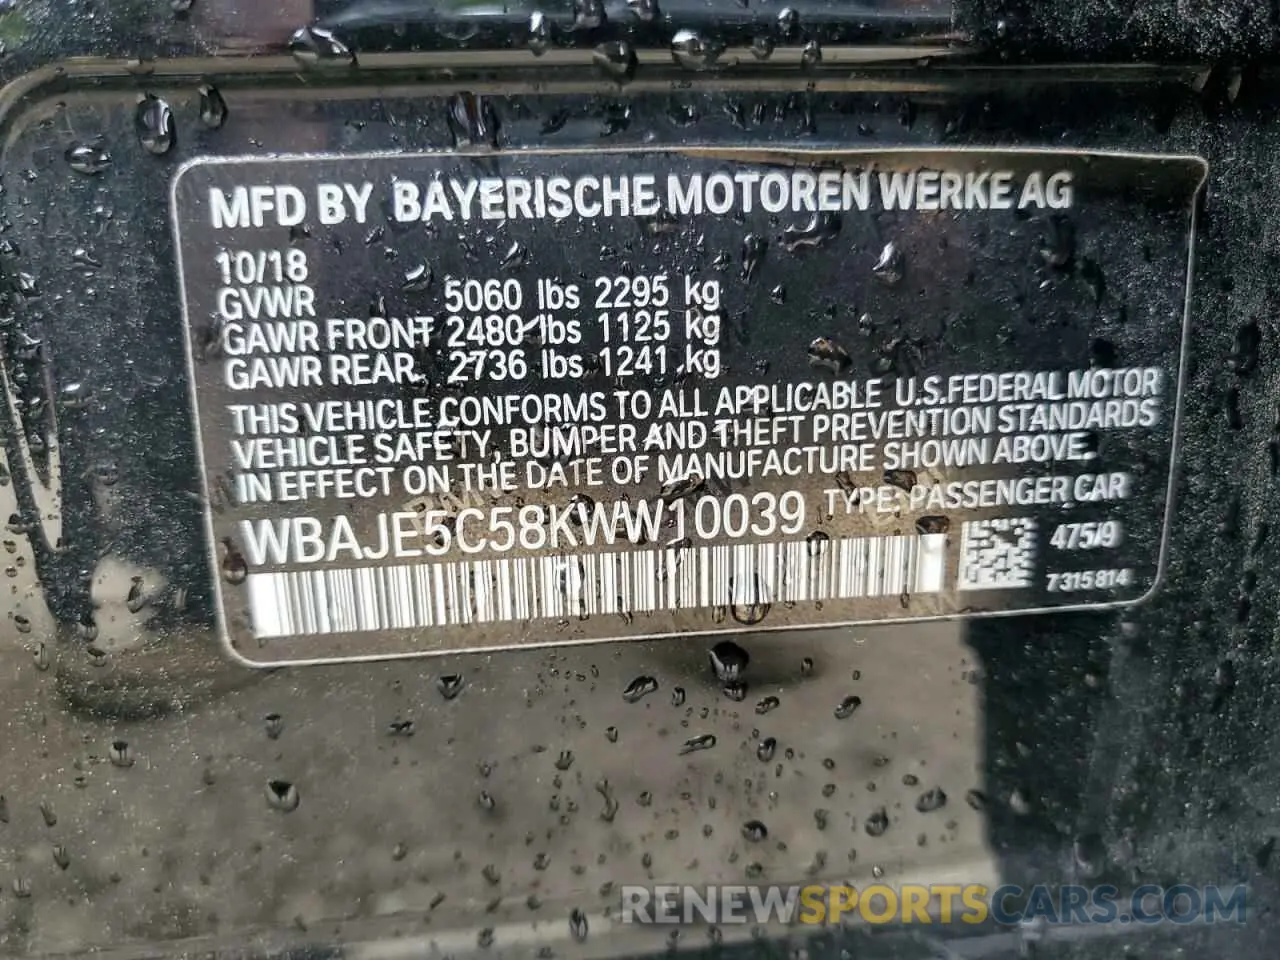 MFD BY BAYERISCHE MOTOREN WERKE AG
10/18
GVWR 5060 lbs 2295 kg
GAWR FRONT 2480 lbs 1125 kg
GAWR REAR 2736 lbs 1241 kg
THIS VEHICLE CONFORMS TO ALL APPLICABLE U.S.FEDERAL MOTOR
VEHICLE SAFETY, BUMPER AND THEFT PREVENTION STANDARDS
IN EFFECT ON THE DATE OF MANUFACTURE SHOWN ABOVE.
WBAJE5C58KWW10039 TYPE: PASSENGER CAR
475/9
7 315 814
RENEWSPORTSCARS.COM